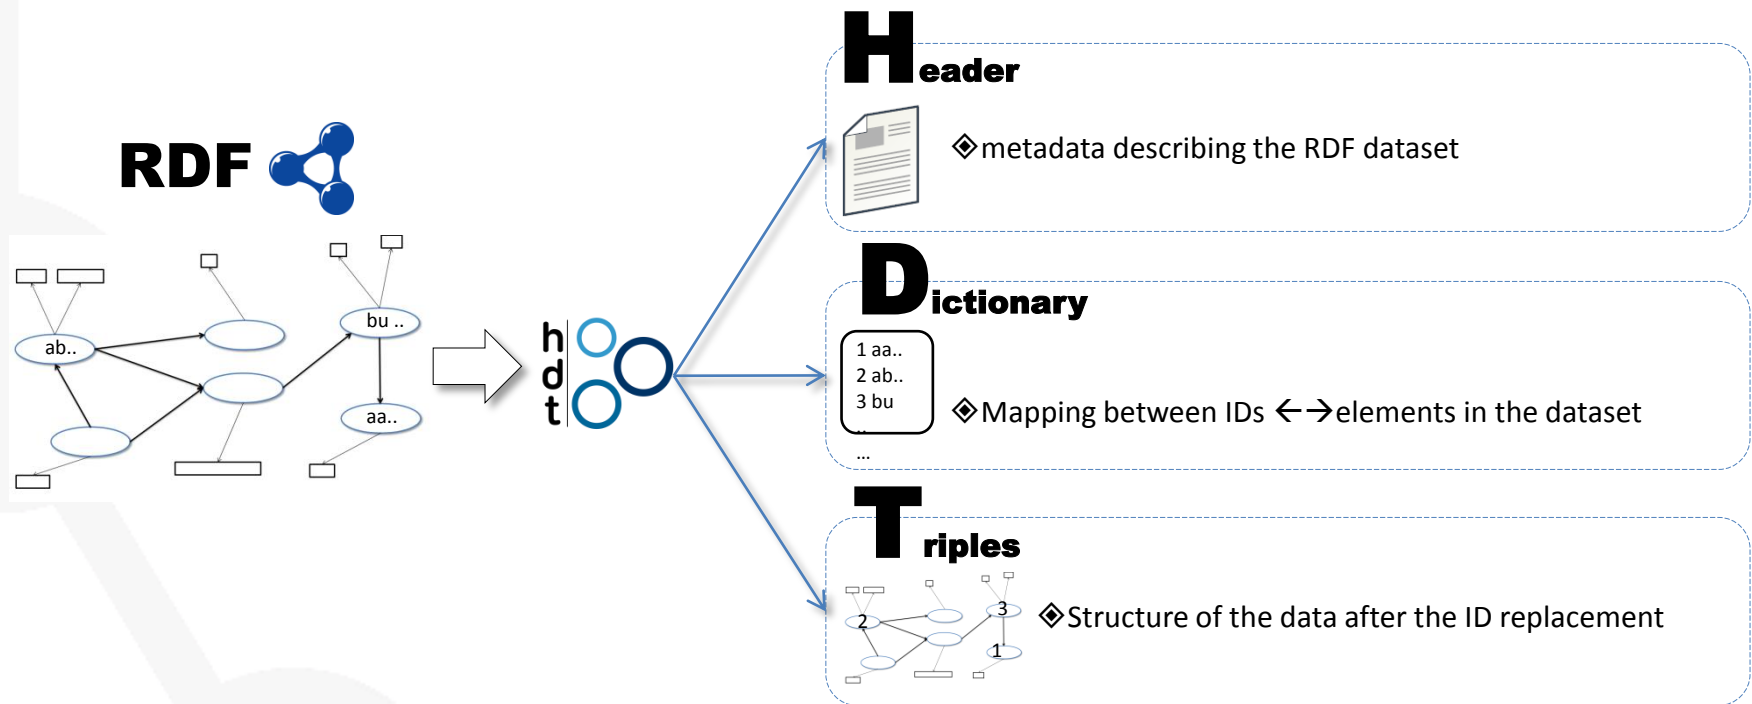 RDF
ab..
bu ..
aa..
h
d
t
Header
◈metadata describing the RDF dataset
Dictionary
1 aa..
2 ab..
3 bu
..
...
◈Mapping between IDs ←→elements in the dataset
Triples
2
3
1
◈Structure of the data after the ID replacement